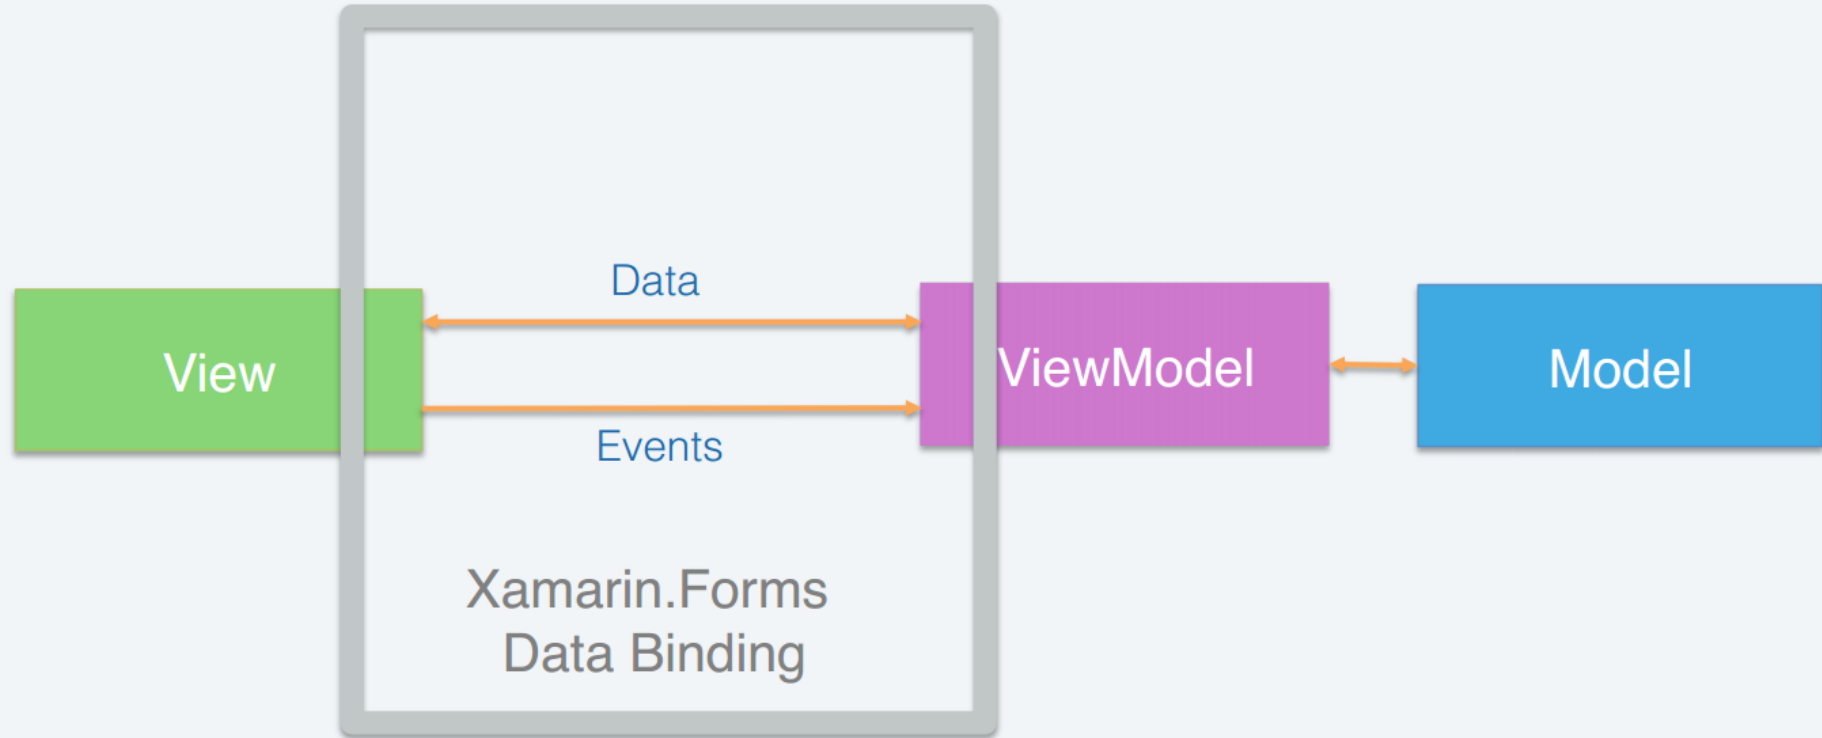 Data
View
ViewModel
Model
Events
Xamarin.Forms
Data Binding